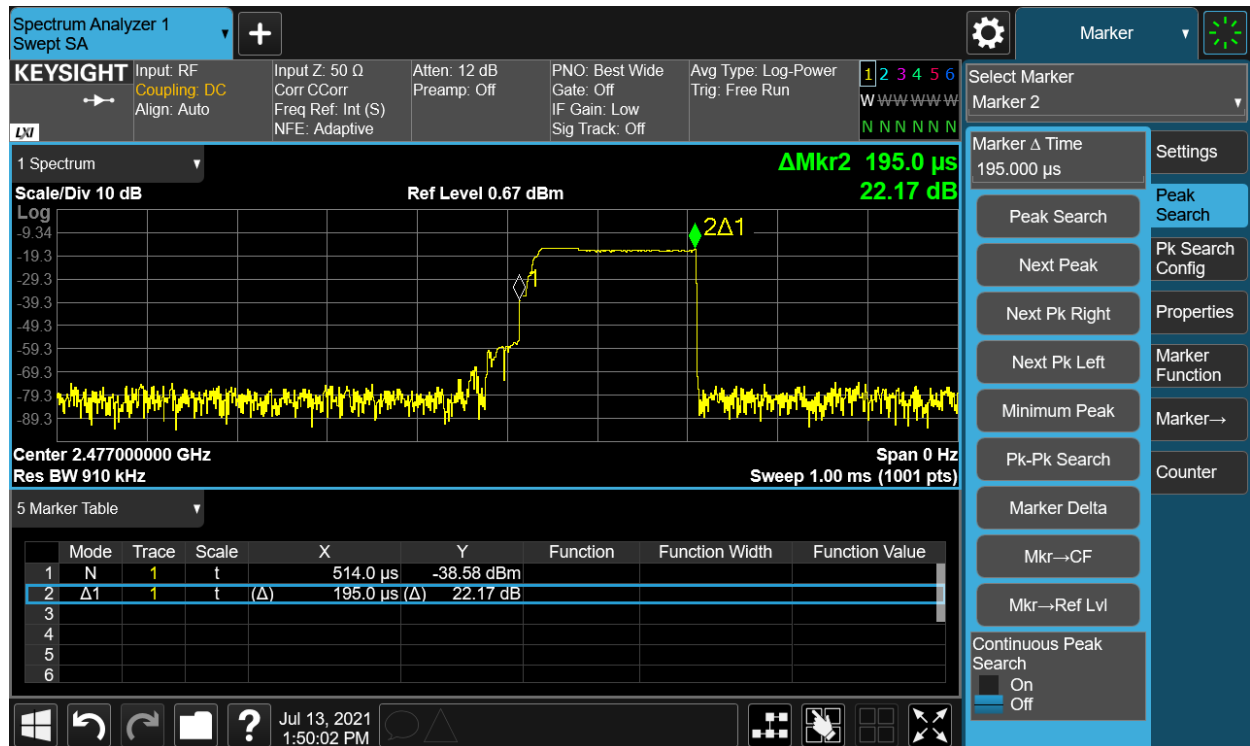 Spectrum Analyzer 1
Swept SA
+
Marker
KEYSIGHT
LXI
Input: RF
Coupling: DC
Align: Auto
Input Z: 50 Ω
Corr CCorr
Freq Ref: Int (S)
NFE: Adaptive
Atten: 12 dB
Preamp: Off
PNO: Best Wide
Gate: Off
IF Gain: Low
Sig Track: Off
Avg Type: Log-Power
Trig: Free Run
1 2 3 4 5 6
W W W W W W
N N N N N N
Select Marker
Marker 2
1 Spectrum
ΔMkr2 195.0 µs
22.17 dB
Scale/Div 10 dB
Ref Level 0.67 dBm
Log
-9.34
-19.3
-29.3
-39.3
-49.3
-59.3
-69.3
-79.3
-89.3
2Δ1
Center 2.477000000 GHz
Span 0 Hz
Res BW 910 kHz
Sweep 1.00 ms (1001 pts)
5 Marker Table
Mode Trace Scale X Y Function Function Width Function Value
1 N 1 t 514.0 µs -38.58 dBm
2 Δ1 1 t (Δ) 195.0 µs (Δ) 22.17 dB
3
4
5
6
Marker Δ Time
195.000 µs
Peak Search
Next Peak
Next Pk Right
Next Pk Left
Minimum Peak
Pk-Pk Search
Marker Delta
Mkr→CF
Mkr→Ref Lvl
Continuous Peak
Search
On
Off
Settings
Peak
Search
Pk Search
Config
Properties
Marker
Function
Marker→
Counter
?
Jul 13, 2021
1:50:02 PM